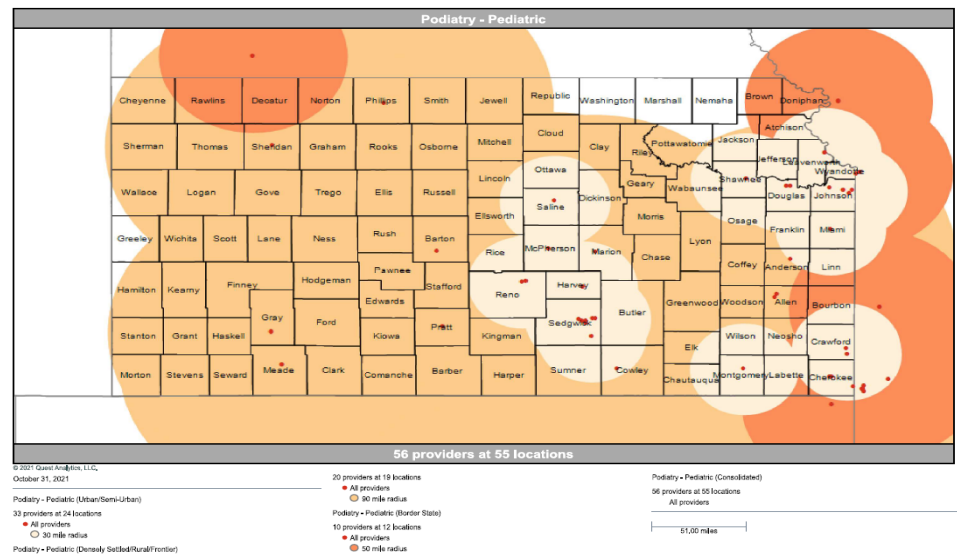 Podiatry - Pediatric
Cheyenne Rawlins Decatur Norton Phillips Smith Jewell Republic Washington Marshall Nemaha Brown Doniphan
Atchison
Sherman Thomas Sheridan Graham Rooks Osborne Mitchell Cloud Clay Riley Pottawatomie Jackson Jefferson Leavenworth
Wyandotte
Wallace Logan Gove Trego Ellis Russell Lincoln Ottawa Saline Dickinson Geary Wabaunsee Shawnee Douglas Johnson
Greeley Wichita Scott Lane Ness Rush Barton Ellsworth Rice McPherson Marion Morris Chase Lyon Osage Franklin Miami
Hamilton Kearny Finney Hodgeman Pawnee Stafford Reno Harvey Butler Greenwood Coffey Anderson Linn
Edwards Woodson Allen Bourbon
Stanton Grant Haskell Gray Ford Kiowa Pratt Kingman Sedgwick Elk Wilson Neosho Crawford
Morton Stevens Seward Meade Clark Comanche Barber Harper Sumner Cowley Chautauqua Montgomery Labette Cherokee
56 providers at 55 locations
© 2021 Quest Analytics, LLC.
October 31, 2021
Podiatry - Pediatric (Urban/Semi-Urban)
33 providers at 24 locations
All providers
30 mile radius
Podiatry - Pediatric (Densely Settled/Rural/Frontier)
20 providers at 19 locations
All providers
90 mile radius
Podiatry - Pediatric (Border State)
10 providers at 12 locations
All providers
50 mile radius
Podiatry - Pediatric (Consolidated)
56 providers at 55 locations
All providers
51,00 miles